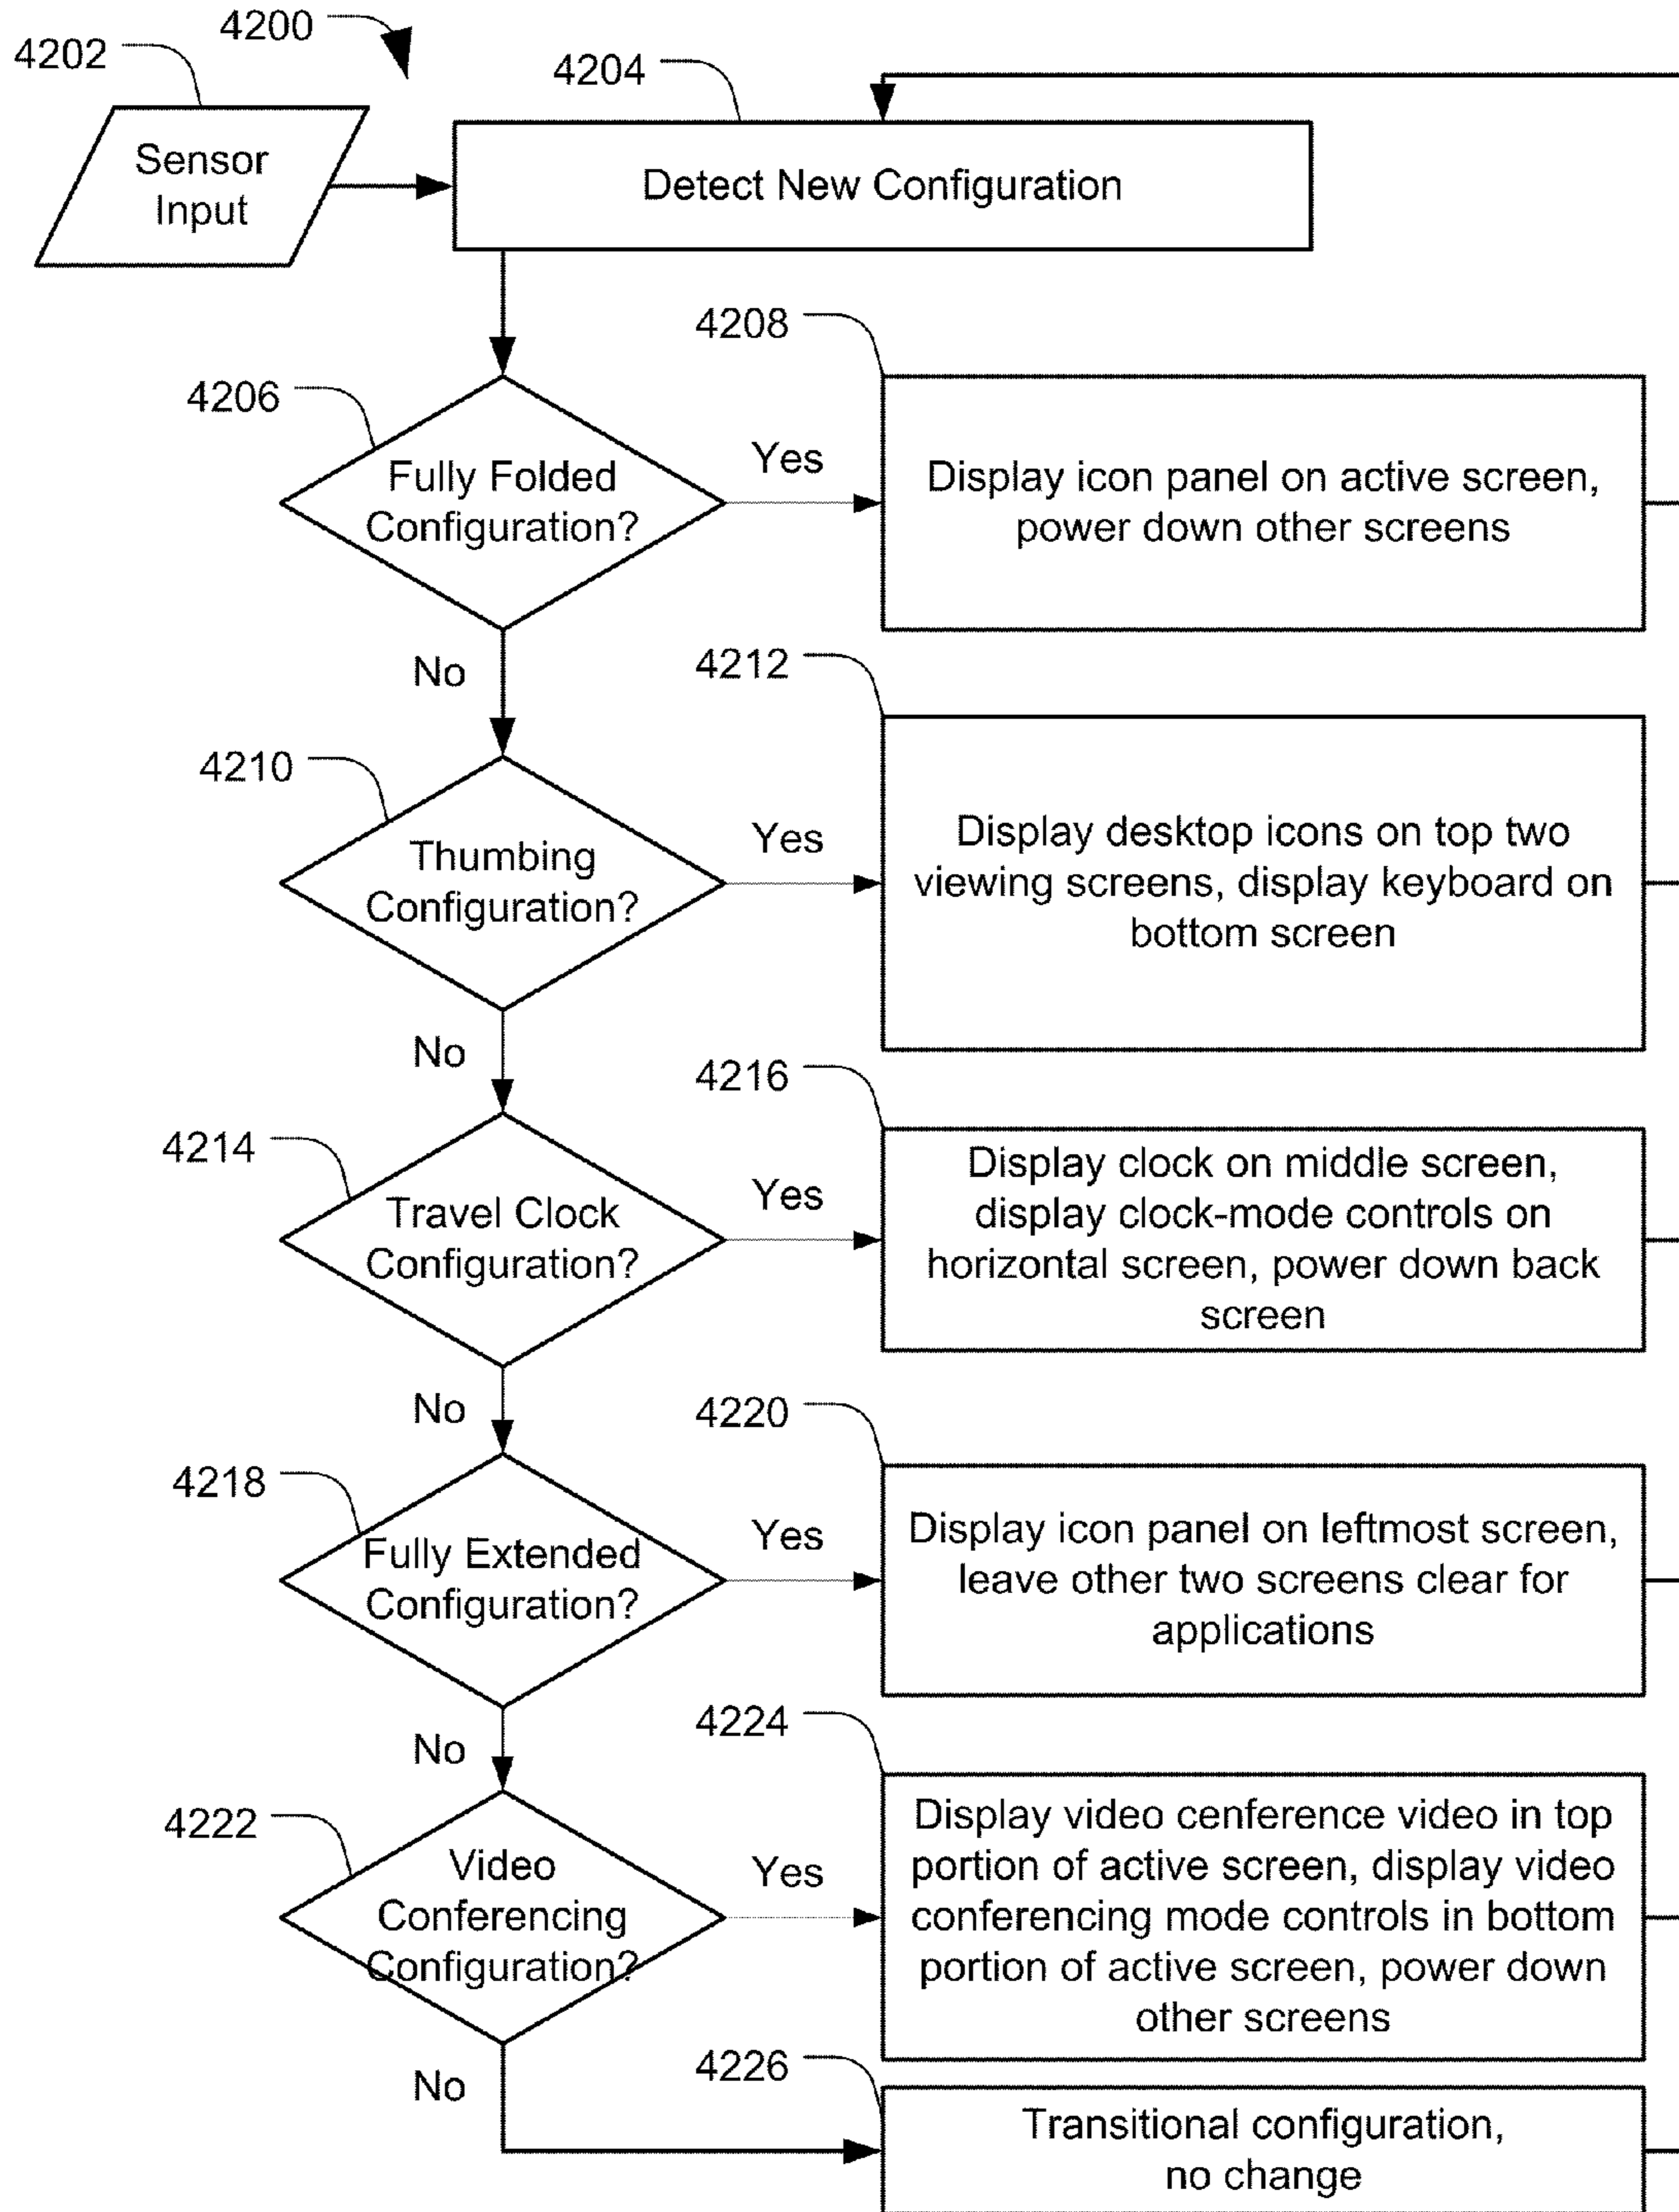 4200
4202
4204
Sensor
Input
Detect New Configuration
4208
4206
Fully Folded
Configuration?
Yes
Display icon panel on active screen,
power down other screens
No
4212
4210
Thumbing
Configuration?
Yes
Display desktop icons on top two
viewing screens, display keyboard on
bottom screen
No
4216
4214
Travel Clock
Configuration?
Yes
Display clock on middle screen,
display clock-mode controls on
horizontal screen, power down back
screen
No
4220
4218
Fully Extended
Configuration?
Yes
Display icon panel on leftmost screen,
leave other two screens clear for
applications
No
4224
4222
Video
Conferencing
Configuration?
Yes
Display video cenference video in top
portion of active screen, display video
conferencing mode controls in bottom
portion of active screen, power down
other screens
No
4226
Transitional configuration,
no change